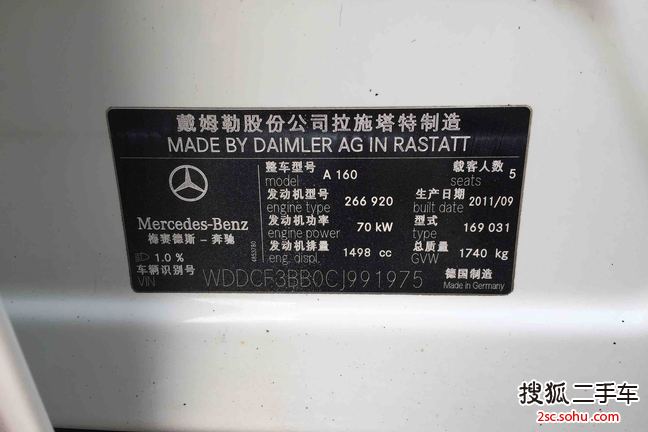 戴姆勒股份公司拉施塔特制造
MADE BY DAIMLER AG IN RASTATT
整车型号 A 160 载客人数 5
model seats
发动机型号 266 920 生产日期 2011/09
engine type built date
发动机功率 70 kW 型式 169 031
engine power type
发动机排量 1498 cc 总质量 1740 kg
eng. displ. GVW
Mercedes-Benz
梅赛德斯 - 奔驰
1.0 %
车辆识别号 WDDCF3BB0CJ991975 德国制造
VIN Made in Germany
搜狐二手车
2sc.sohu.com